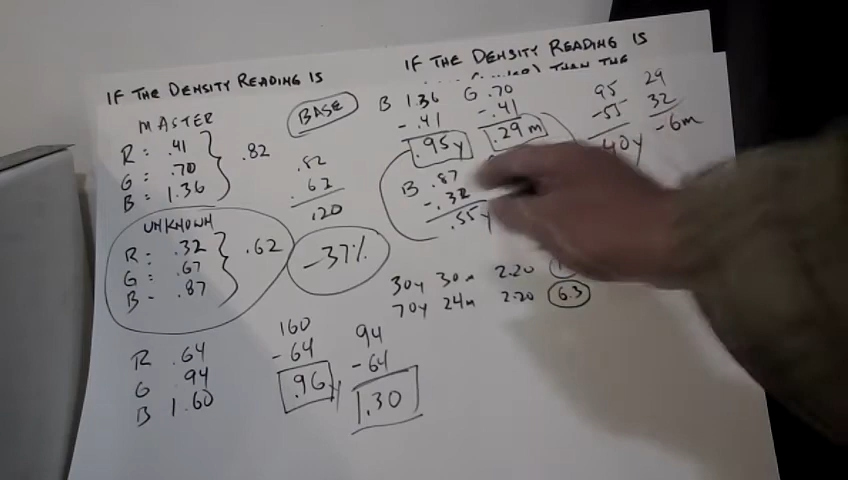 IF THE DENSITY READING IS
MASTER
R: .41
G: .70
B: 1.36
.82
BASE
.82
.62
.120
UNKNOWN
R: .32
G: .67
B- .87
.62
-37%
R .64
G 94
B 1.60
160
-64
.96y
94
-64
1.30
IF THE DENSITY READING IS
THAN THE
B 1.36
-.41
.95y
G .70
-.41
.29m
B .87
-.32
.55y
95
-55
40y
29
32
-6m
30y 30m 2.20
70y 24m 2.20 6.3